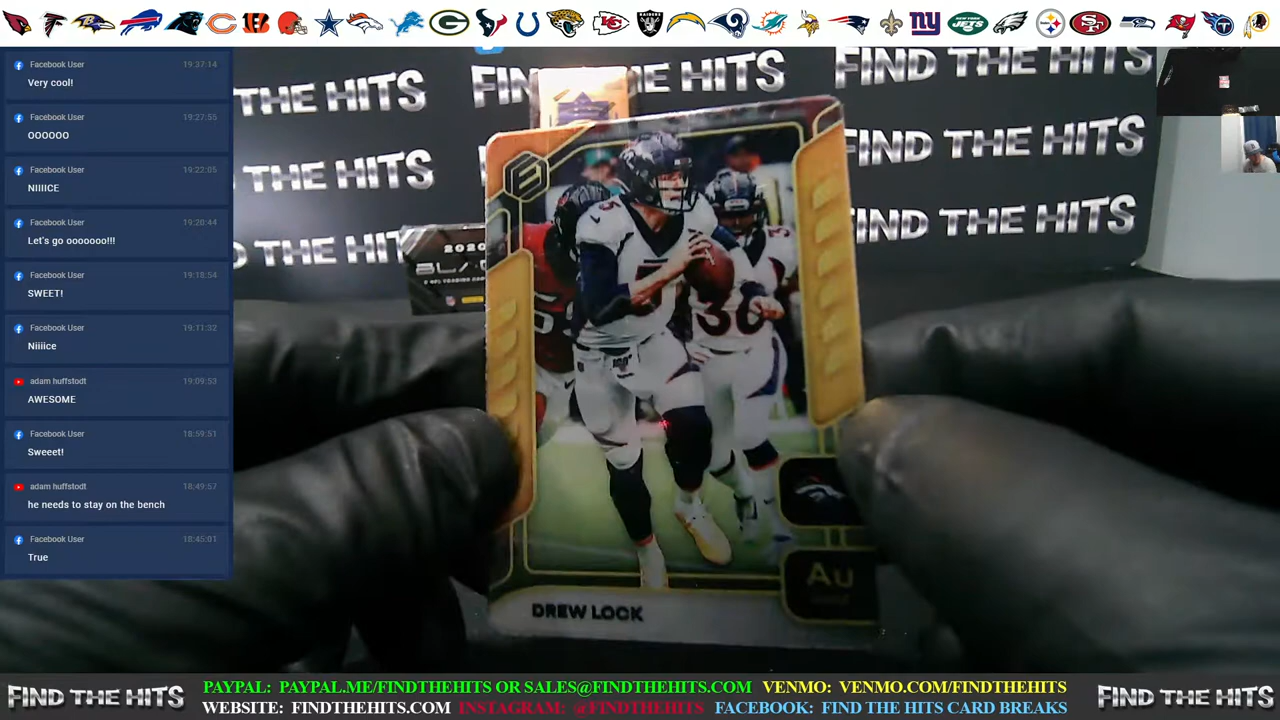 Facebook User 19:37:14
Very cool!
Facebook User 19:27:55
OOOOOO
Facebook User 19:22:05
NIIIICE
Facebook User 19:20:44
Let's go oooooo!!!
Facebook User 19:18:54
SWEET!
Facebook User 19:11:32
Niiiice
adam huffstodt 19:09:53
AWESOME
Facebook User 18:59:51
Sweeet!
adam huffstodt 18:49:57
he needs to stay on the bench
Facebook User 18:45:01
True
THE HITS
FIND THE HITS
FIND THE HITS
THE HITS
FIND THE HITS
THE HIT
FIND THE HITS
2020
5
30
Au
DREW LOCK
FIND THE HITS
PAYPAL: PAYPAL.ME/FINDTHEHITS OR SALES@FINDTHEHITS.COM VENMO: VENMO.COM/FINDTHEHITS
WEBSITE: FINDTHEHITS.COM INSTAGRAM: @FINDTHEHITS FACEBOOK: FIND THE HITS CARD BREAKS
FIND THE HITS